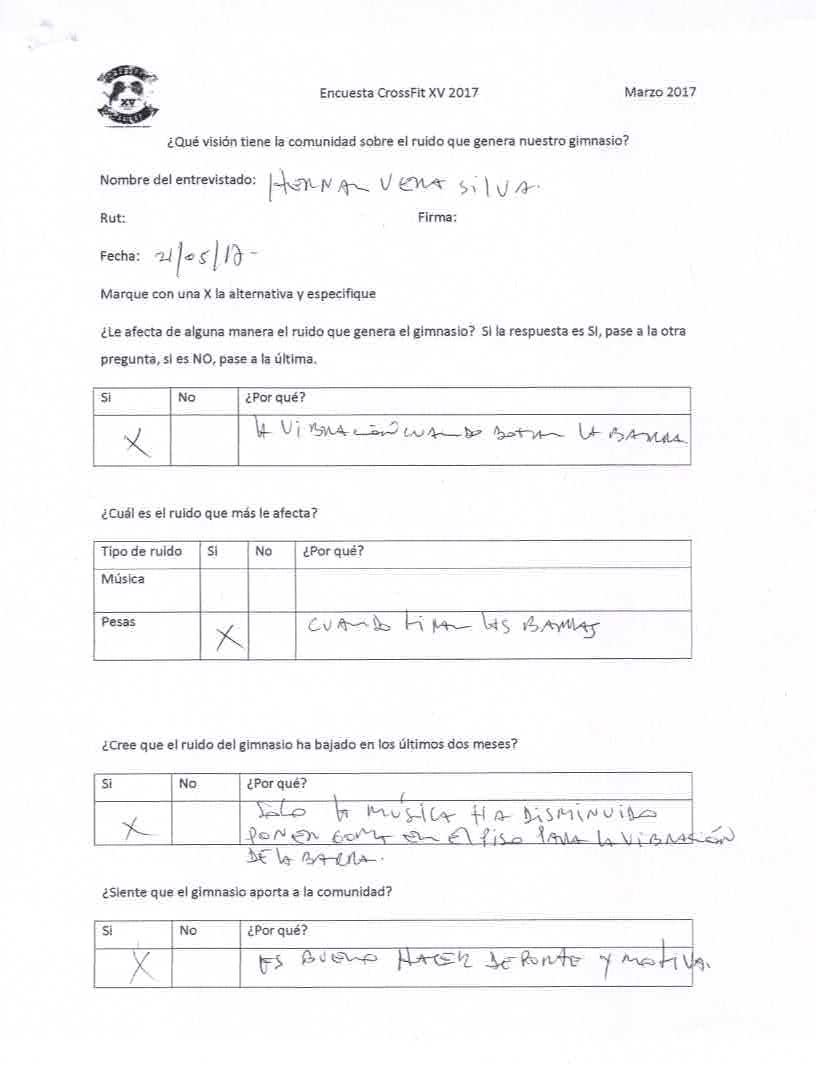 XV
Encuesta CrossFit XV 2017 Marzo 2017
¿Qué visión tiene la comunidad sobre el ruido que genera nuestro gimnasio?
Nombre del entrevistado: HERNAN VERA SILVA.
Rut: Firma:
Fecha: 21/05/17-
Marque con una X la alternativa y especifique
¿Le afecta de alguna manera el ruido que genera el gimnasio? Si la respuesta es SI, pase a la otra
pregunta, si es NO, pase a la última.
Si No ¿Por qué?
X LA VIBRACIÓN CUANDO BOTAN LA BARRA
¿Cuál es el ruido que más le afecta?
Tipo de ruido Si No ¿Por qué?
Música
Pesas X CUANDO TIRAN LAS BARRAS
¿Cree que el ruido del gimnasio ha bajado en los últimos dos meses?
Si No ¿Por qué?
X SOLO LA MÚSICA HA DISMINUIDO
PONEN GOMA EN EL PISO PARA LA VIBRACIÓN
DE LA BARRA.
¿Siente que el gimnasio aporta a la comunidad?
Si No ¿Por qué?
X ES BUENO HACER DEPORTE Y MOTIVA.